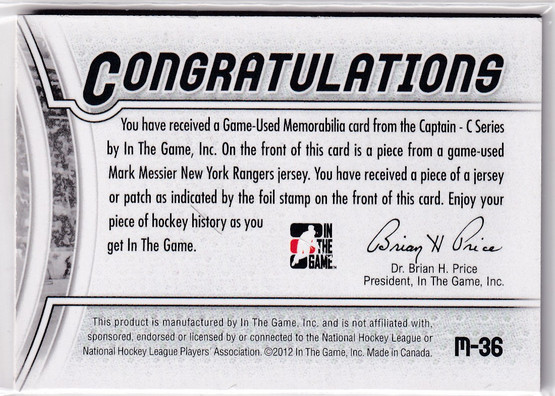 CONGRATULATIONS
You have received a Game-Used Memorabilia card from the Captain - C Series
by In The Game, Inc. On the front of this card is a piece from a game-used
Mark Messier New York Rangers jersey. You have received a piece of a jersey
or patch as indicated by the foil stamp on the front of this card. Enjoy your
piece of hockey history as you
get In The Game.
IN
THE
GAME
Brian H Price
Dr. Brian H. Price
President, In The Game, Inc.
This product is manufactured by In The Game, Inc. and is not affiliated with,
sponsored, endorsed or licensed by or connected to the National Hockey League or
National Hockey League Players' Association. ©2012 In The Game, Inc. Made in Canada.
M-36